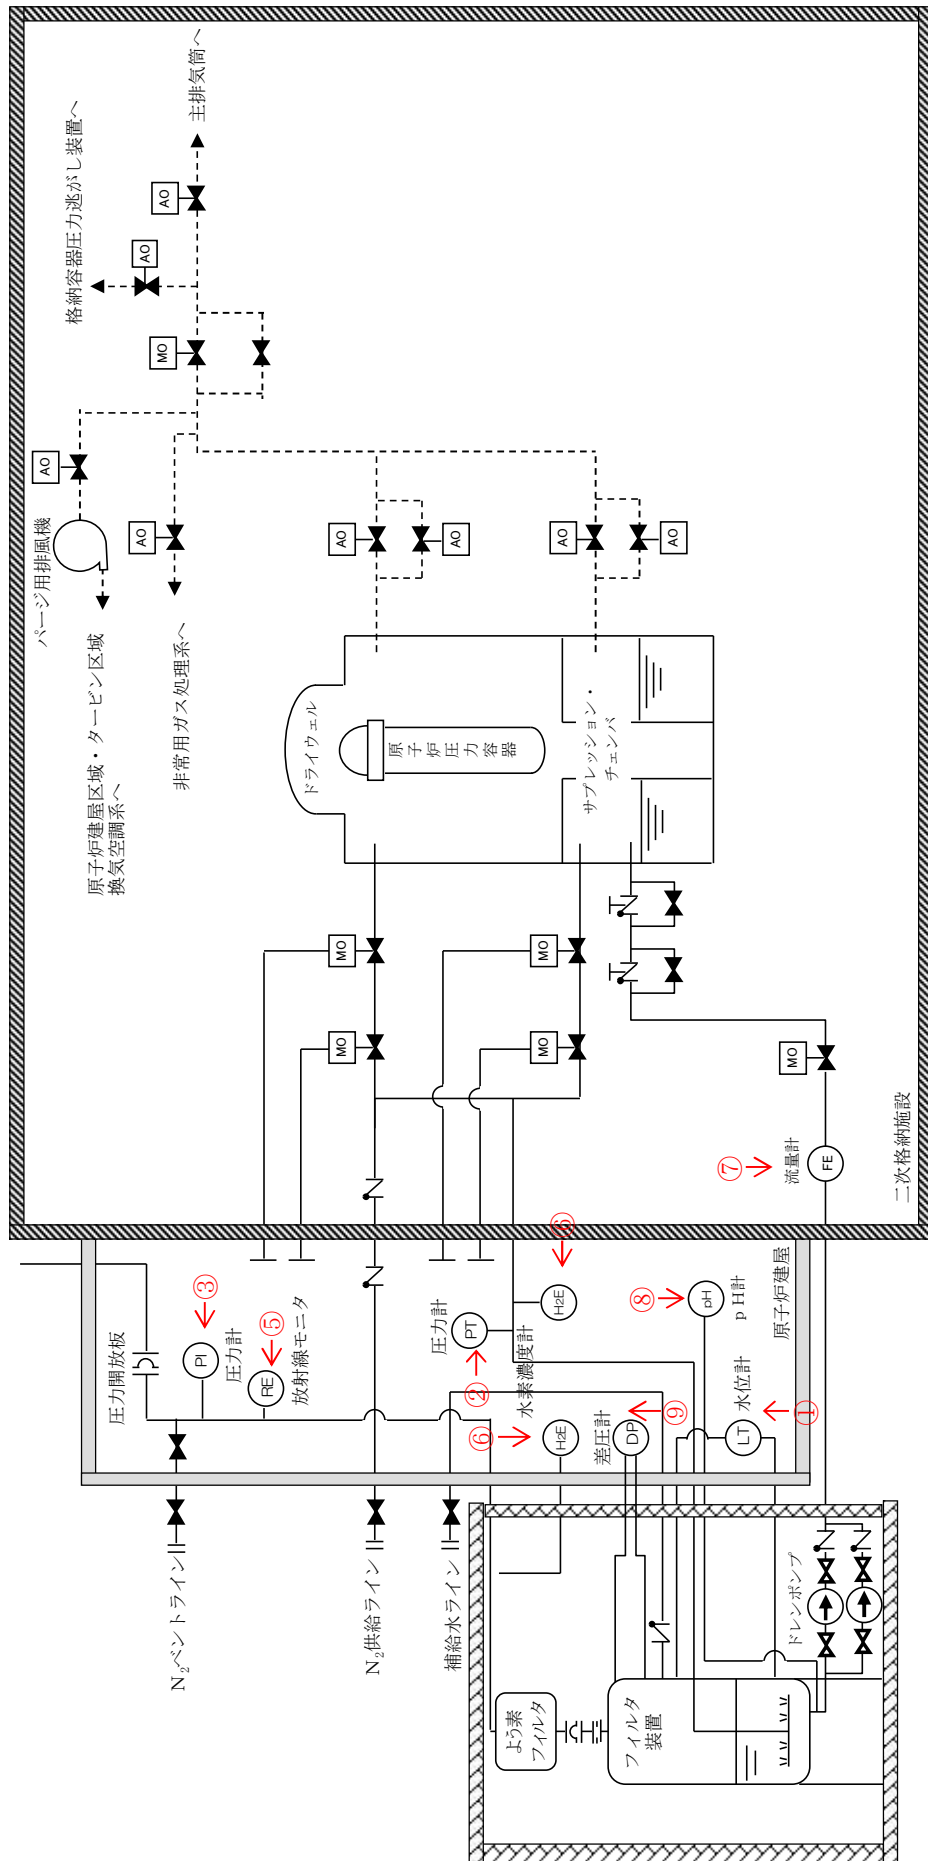 格納容器圧力逃がし装置へ
主排気筒へ
AO
AO
MO
AO
パージ用排風機
原子炉建屋区域・タービン区域
換気空調系へ
AO
非常用ガス処理系へ
AO
AO
AO
AO
ドライウェル
原子炉圧力容器
サプレッション・
チェンバ
MO
MO
MO
MO
MO
⑦
流量計
FE
二次格納施設
圧力開放板
③
PI
圧力計
⑤
RE
放射線モニタ
圧力計
PT
②
⑥
H2E
水素濃度計
⑥
H2E
⑧
pH
pH計
原子炉建屋
差圧計
DP
⑨
水位計
LT
①
N₂ベントライン
N₂供給ライン
補給水ライン
ドレンポンプ
よう素
フィルタ
フィルタ
装置